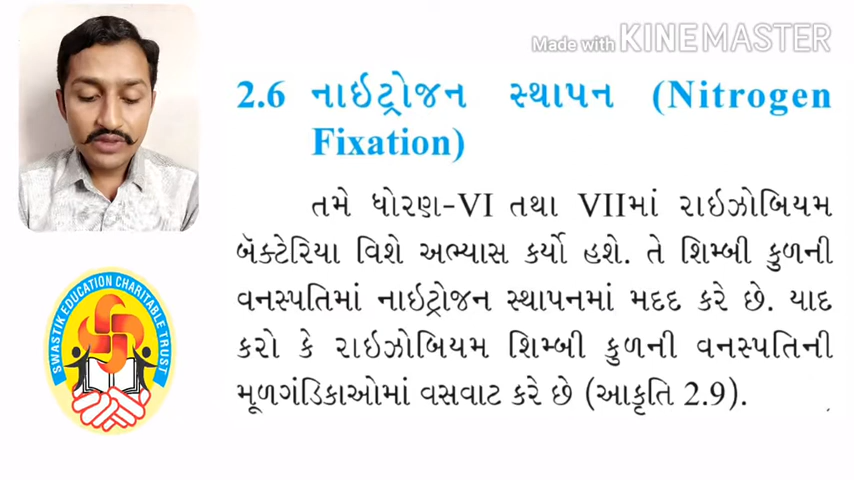 Made with KINEMASTER
2.6 નાઇટ્રોજન સ્થાપન (Nitrogen
Fixation)
તમે ધોરણ-VI તથા VIIમાં રાઇઝોબિયમ
બૅક્ટેરિયા વિશે અભ્યાસ કર્યો હશે. તે શિમ્બી કુળની
વનસ્પતિમાં નાઇટ્રોજન સ્થાપનમાં મદદ કરે છે. યાદ
કરો કે રાઇઝોબિયમ શિમ્બી કુળની વનસ્પતિની
મૂળગંડિકાઓમાં વસવાટ કરે છે (આકૃતિ 2.9).
SWASTIK EDUCATION CHARITABLE TRUST